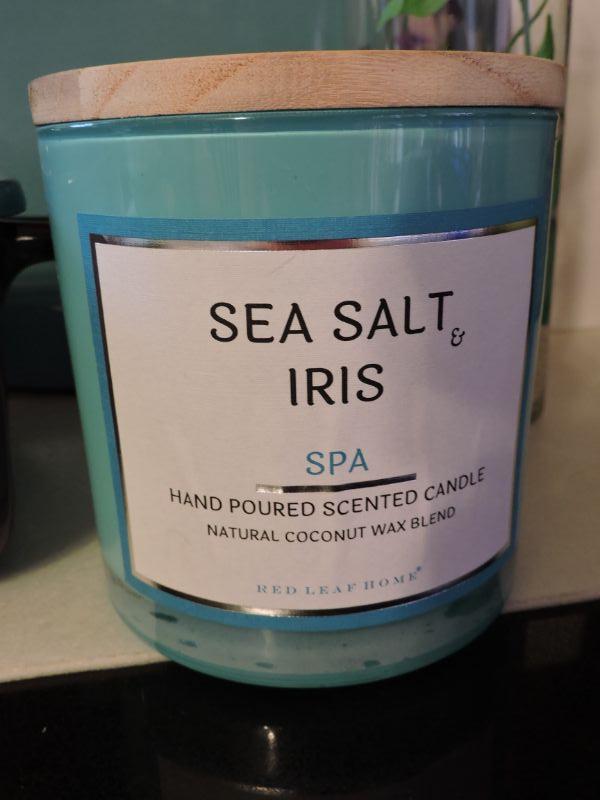 SEA SALT &
IRIS
SPA
HAND POURED SCENTED CANDLE
NATURAL COCONUT WAX BLEND
RED LEAF HOME®